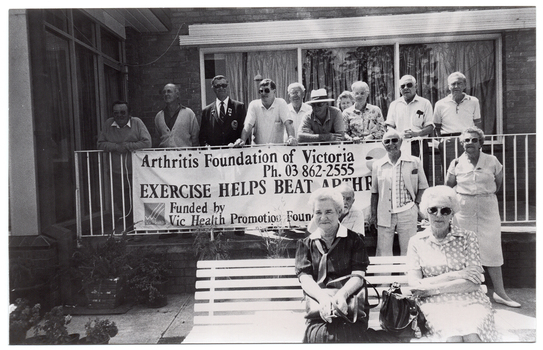 Arthritis Foundation of Victoria
Ph. 03 862-2555
EXERCISE HELPS BEAT
Funded by
Vic Health Promotion